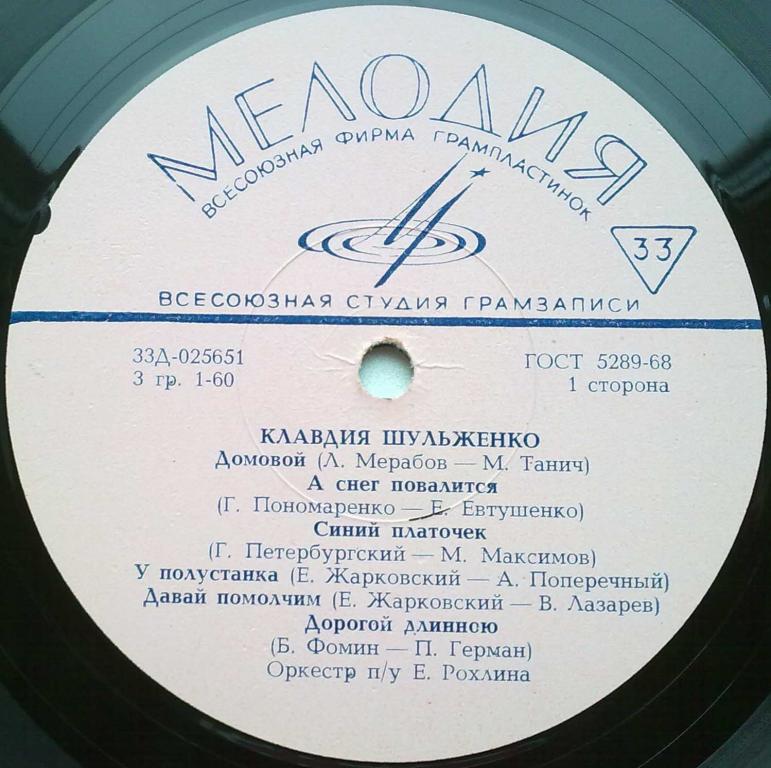 МЕЛОДИЯ
ВСЕСОЮЗНАЯ ФИРМА ГРАМПЛАСТИНОК
33
ВСЕСОЮЗНАЯ СТУДИЯ ГРАМЗАПИСИ
33Д-025651
ГОСТ 5289-68
3 гр. 1-60
1 сторона
КЛАВДИЯ ШУЛЬЖЕНКО
Домовой (Л. Мерабов — М. Танич)
А снег повалится
(Г. Пономаренко — Е. Евтушенко)
Синий платочек
(Г. Петербургский — М. Максимов)
У полустанка (Е. Жарковский — А. Поперечный)
Давай помолчим (Е. Жарковский — В. Лазарев)
Дорогой длинною
(Б. Фомин — П. Герман)
Оркестр п/у Е. Рохлина